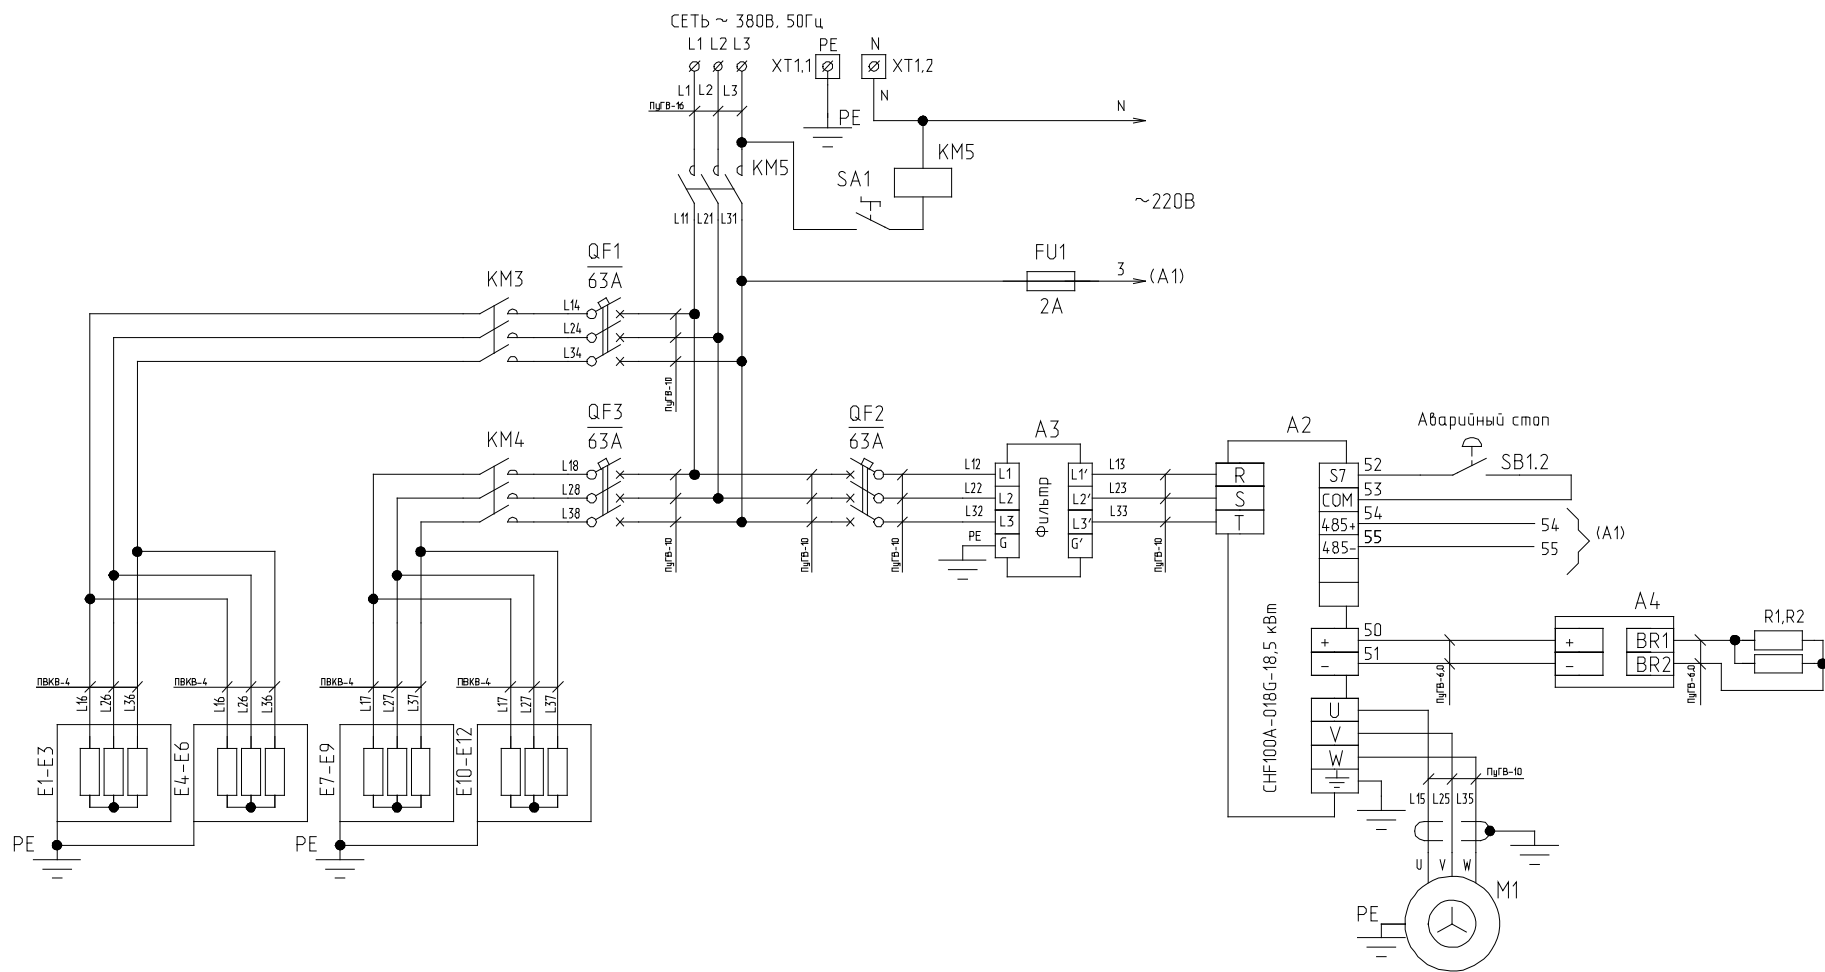 СЕТЬ ~ 380В, 50Гц
L1 L2 L3
PE N
XT1,1 XT1,2
L1 L2 L3
N
N
ПуГВ-16
PE
KM5
KM5
SA1
~220В
L11 L21 L31
QF1
63A
FU1
3 (A1)
2A
KM3
L14
L24
L34
ПуГВ-10
QF3
63A
QF2
63A
KM4
L18
L28
L38
ПуГВ-10
ПуГВ-10
ПуГВ-10
L12
L22
L32
PE
A3
L1 L1'
L2 L2'
L3 L3'
G G'
Фильтр
L13
L23
L33
ПуГВ-10
A2
R
S
T
S7
COM
485+
485-
Аварийный стоп
52
SB1.2
53
54 54
55 55
(A1)
CHF100A-018G-18,5 кВт
+
-
50
51
ПуГВ-6.0
A4
+ BR1
- BR2
R1,R2
ПуГВ-6.0
U
V
W
ПуГВ-10
L15 L25 L35
U V W
M1
PE
ПВКВ-4 ПВКВ-4 ПВКВ-4 ПВКВ-4
L16 L26 L36 L16 L26 L36 L17 L27 L37 L17 L27 L37
E1-E3 E4-E6 E7-E9 E10-E12
PE PE